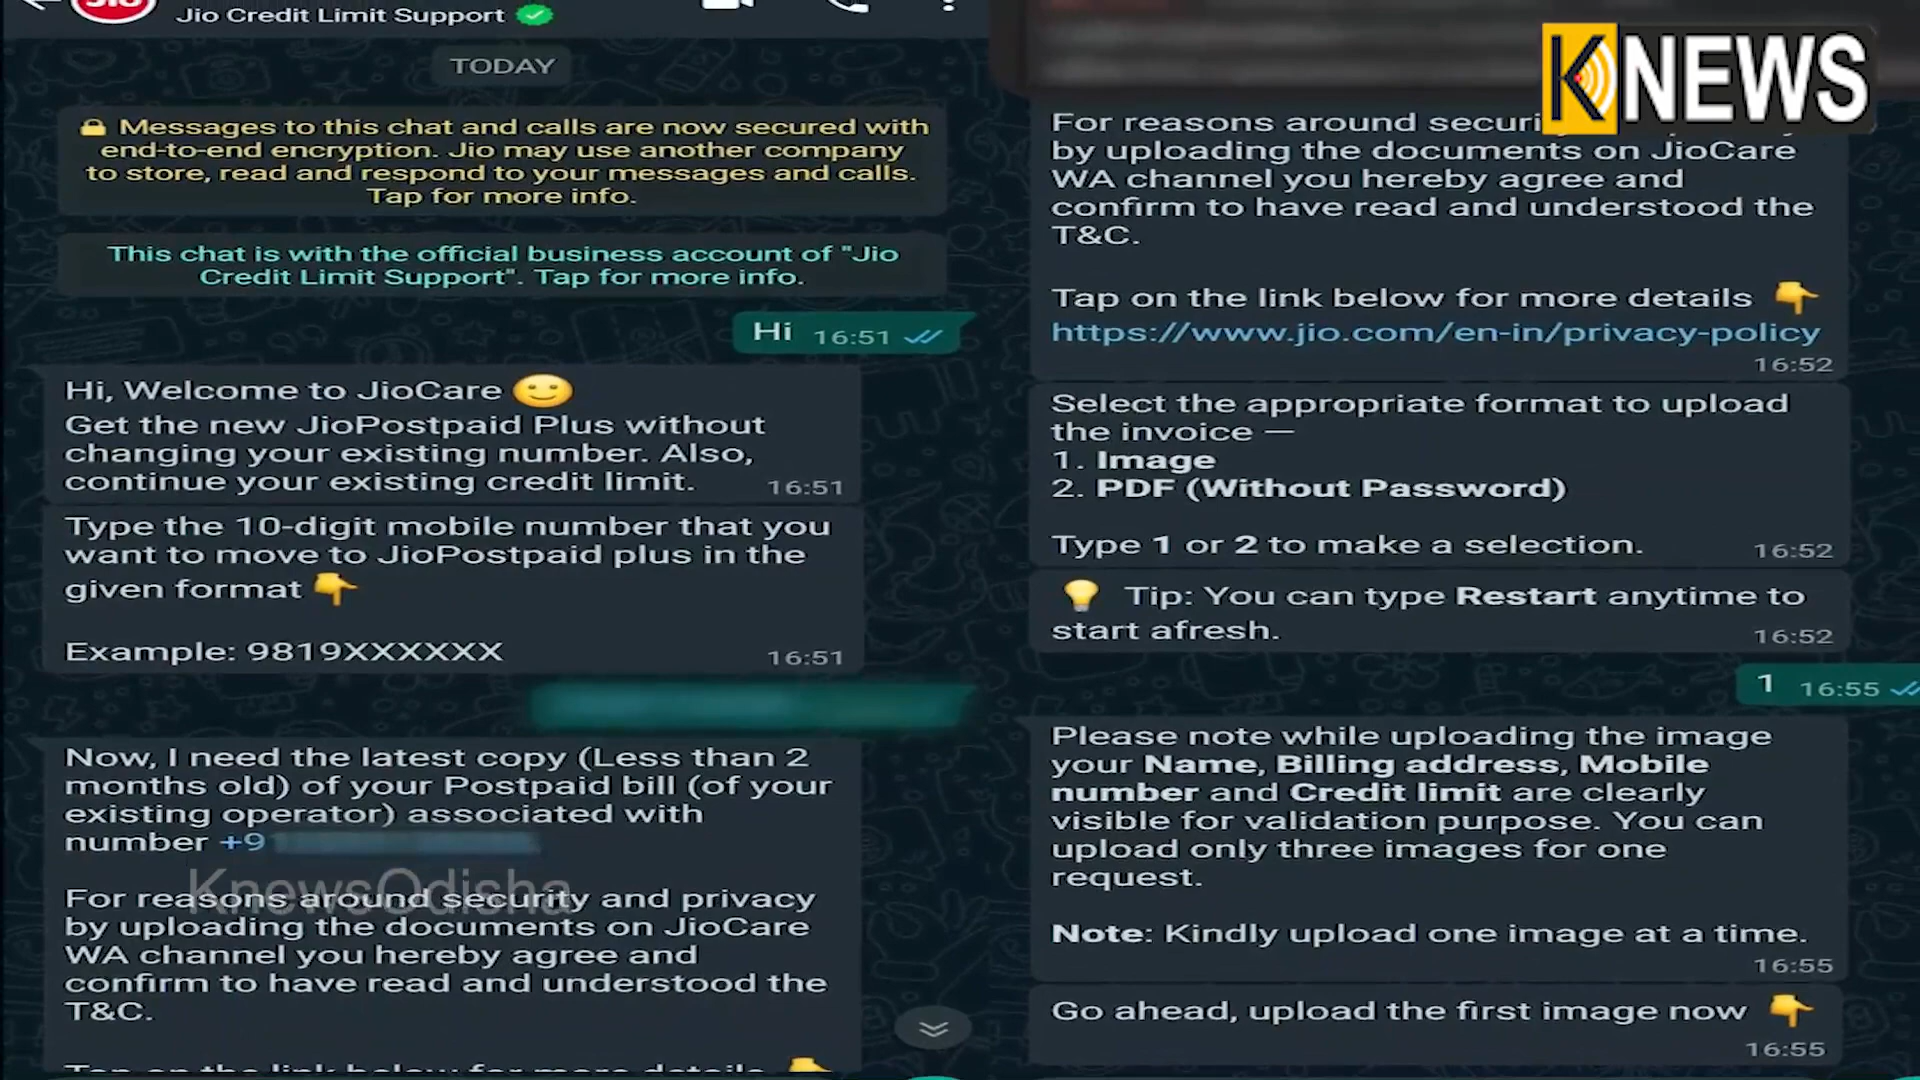 Jio Credit Limit Support
TODAY
Messages to this chat and calls are now secured with
end-to-end encryption. Jio may use another company
to store, read and respond to your messages and calls.
Tap for more info.
This chat is with the official business account of "Jio
Credit Limit Support". Tap for more info.
Hi 16:51
Hi, Welcome to JioCare 🙂
Get the new JioPostpaid Plus without
changing your existing number. Also,
continue your existing credit limit. 16:51
Type the 10-digit mobile number that you
want to move to JioPostpaid plus in the
given format 👇
Example: 9819XXXXXX 16:51
Now, I need the latest copy (Less than 2
months old) of your Postpaid bill (of your
existing operator) associated with
number +9
KnewsOdisha
For reasons around security and privacy
by uploading the documents on JioCare
WA channel you hereby agree and
confirm to have read and understood the
T&C.
Tap on the link below for more details 👇
KNEWS
For reasons around
by uploading the documents on JioCare
WA channel you hereby agree and
confirm to have read and understood the
T&C.
Tap on the link below for more details 👇
https://www.jio.com/en-in/privacy-policy
16:52
Select the appropriate format to upload
the invoice —
1. Image
2. PDF (Without Password)
Type 1 or 2 to make a selection. 16:52
💡 Tip: You can type Restart anytime to
start afresh. 16:52
1 16:55
Please note while uploading the image
your Name, Billing address, Mobile
number and Credit limit are clearly
visible for validation purpose. You can
upload only three images for one
request.
Note: Kindly upload one image at a time.
16:55
Go ahead, upload the first image now 👇
16:55